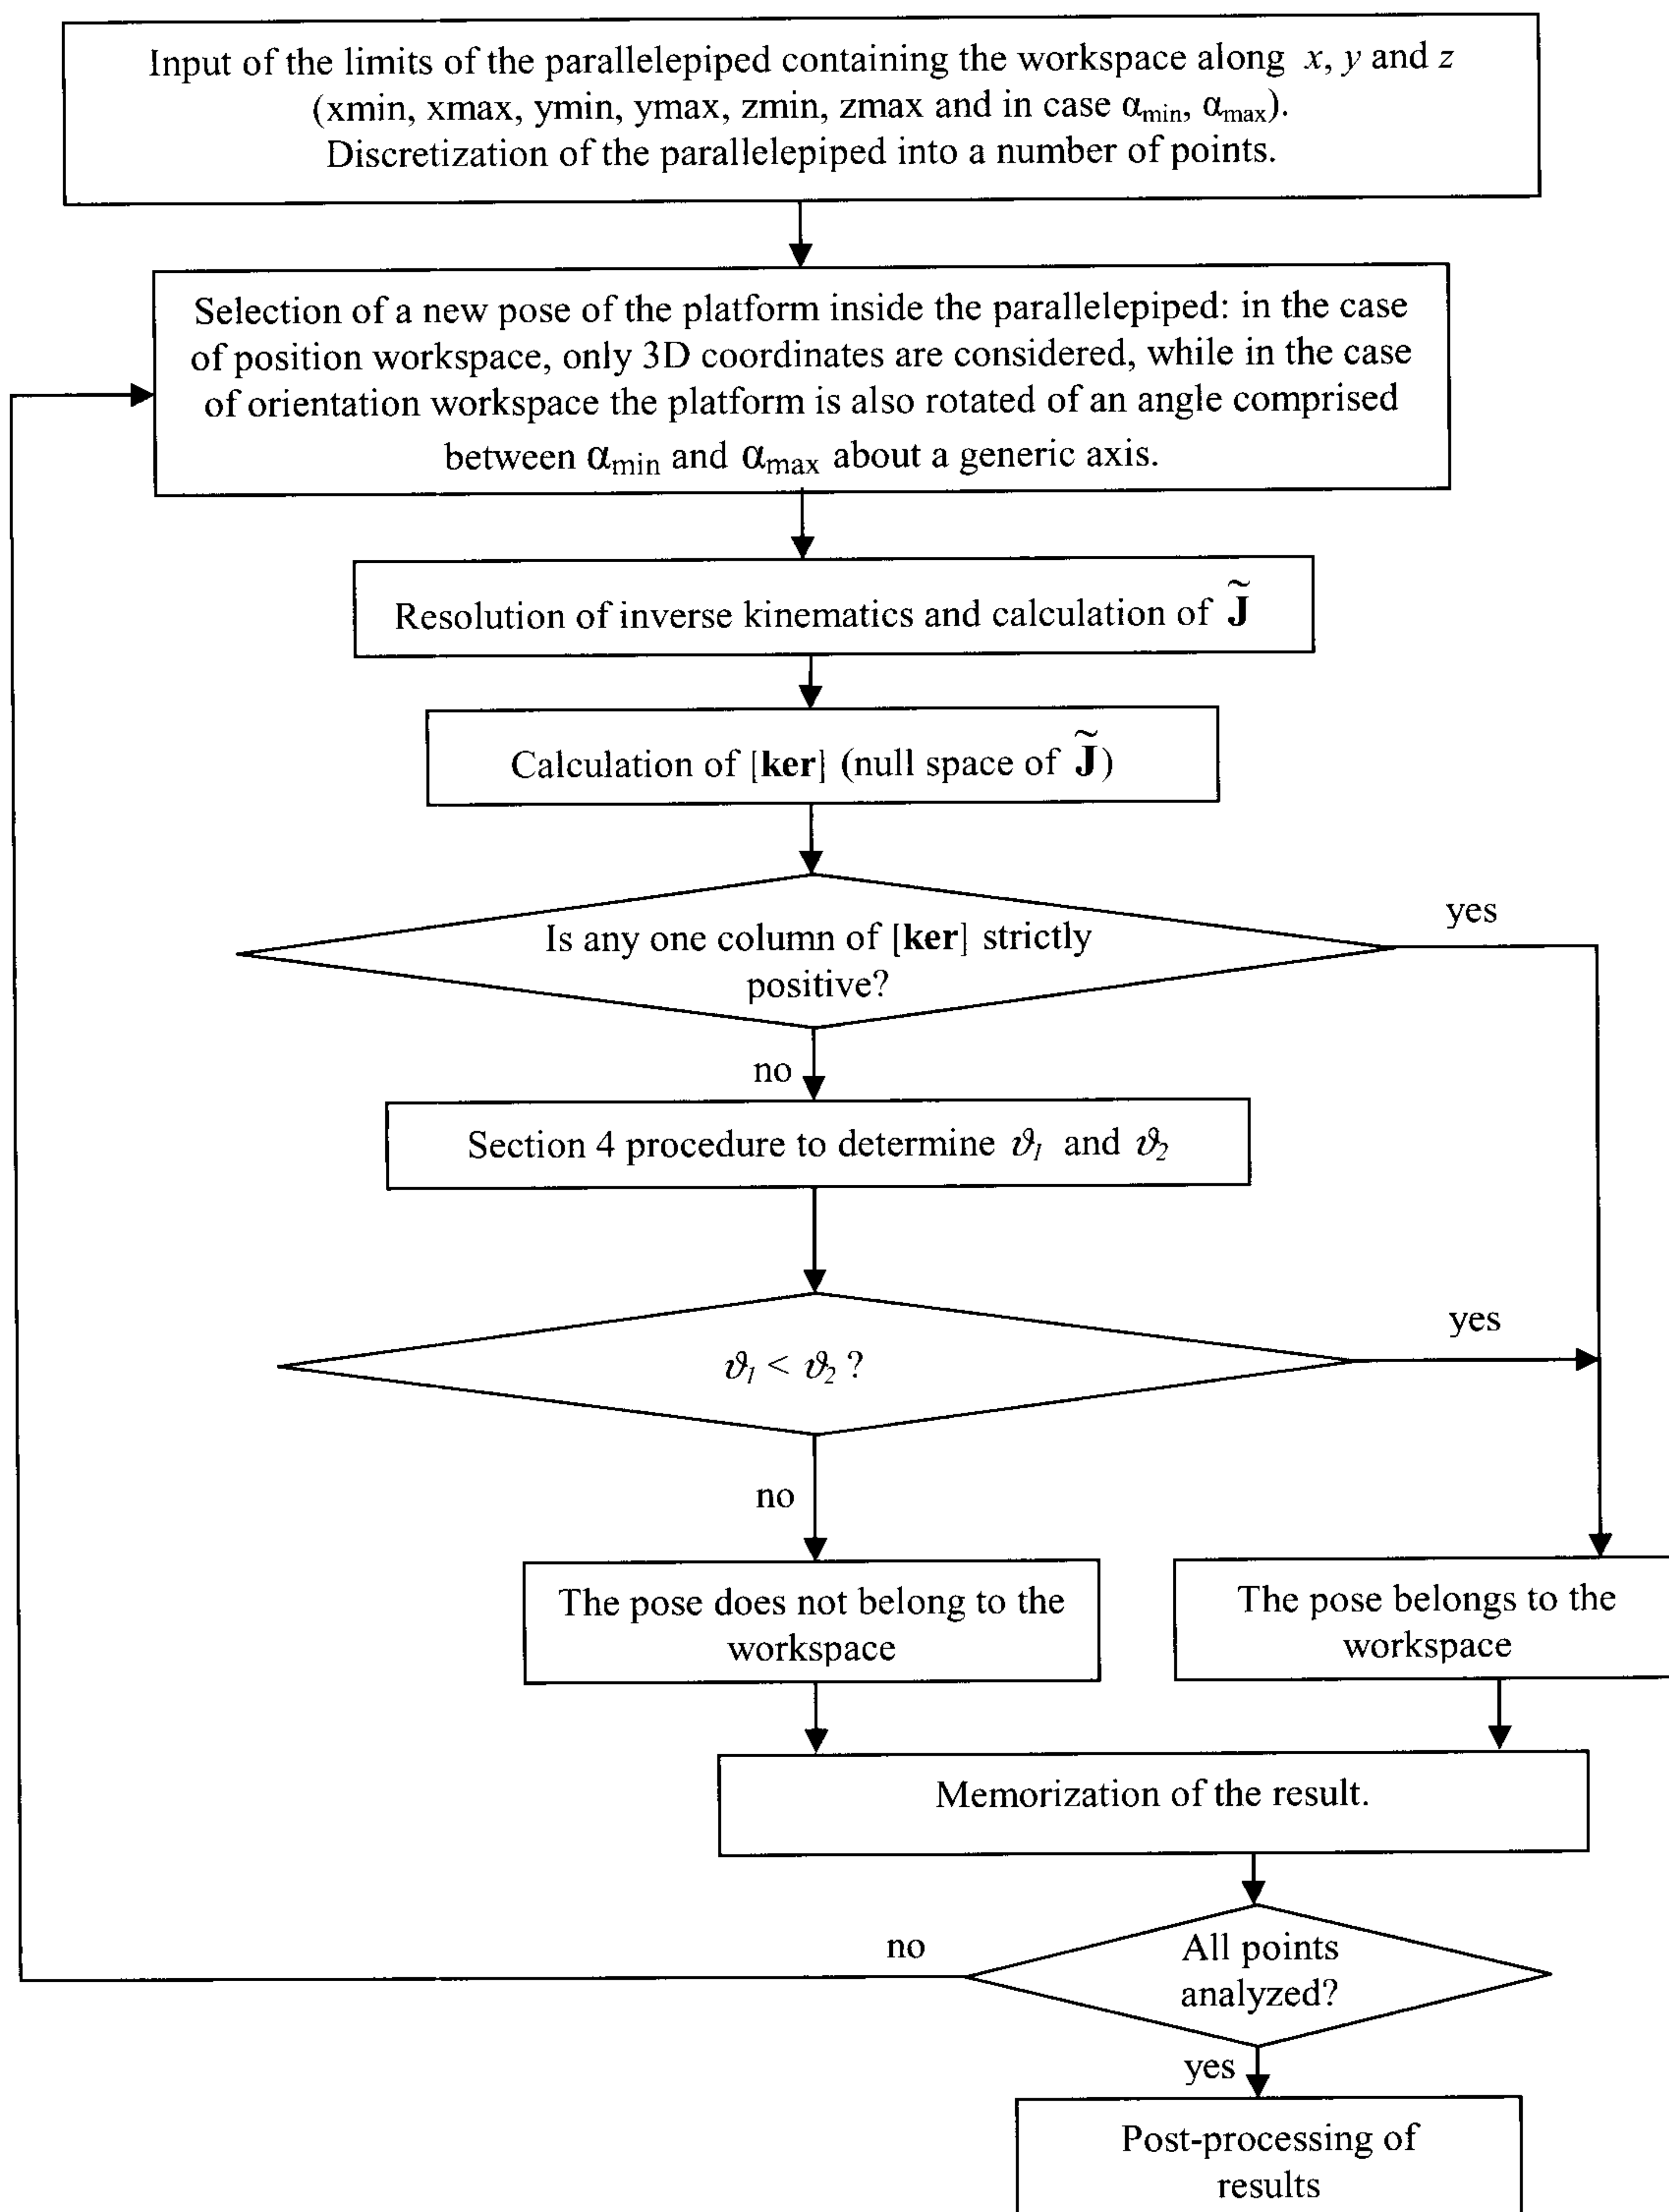 Input of the limits of the parallelepiped containing the workspace along x, y and z
(xmin, xmax, ymin, ymax, zmin, zmax and in case αmin, αmax).
Discretization of the parallelepiped into a number of points.
Selection of a new pose of the platform inside the parallelepiped: in the case
of position workspace, only 3D coordinates are considered, while in the case
of orientation workspace the platform is also rotated of an angle comprised
between αmin and αmax about a generic axis.
Resolution of inverse kinematics and calculation of J̃
Calculation of [ker] (null space of J̃)
yes
Is any one column of [ker] strictly
positive?
no
Section 4 procedure to determine ϑ1 and ϑ2
yes
ϑ1 < ϑ2 ?
no
The pose does not belong to the
workspace
The pose belongs to the
workspace
Memorization of the result.
no
All points
analyzed?
yes
Post-processing of
results